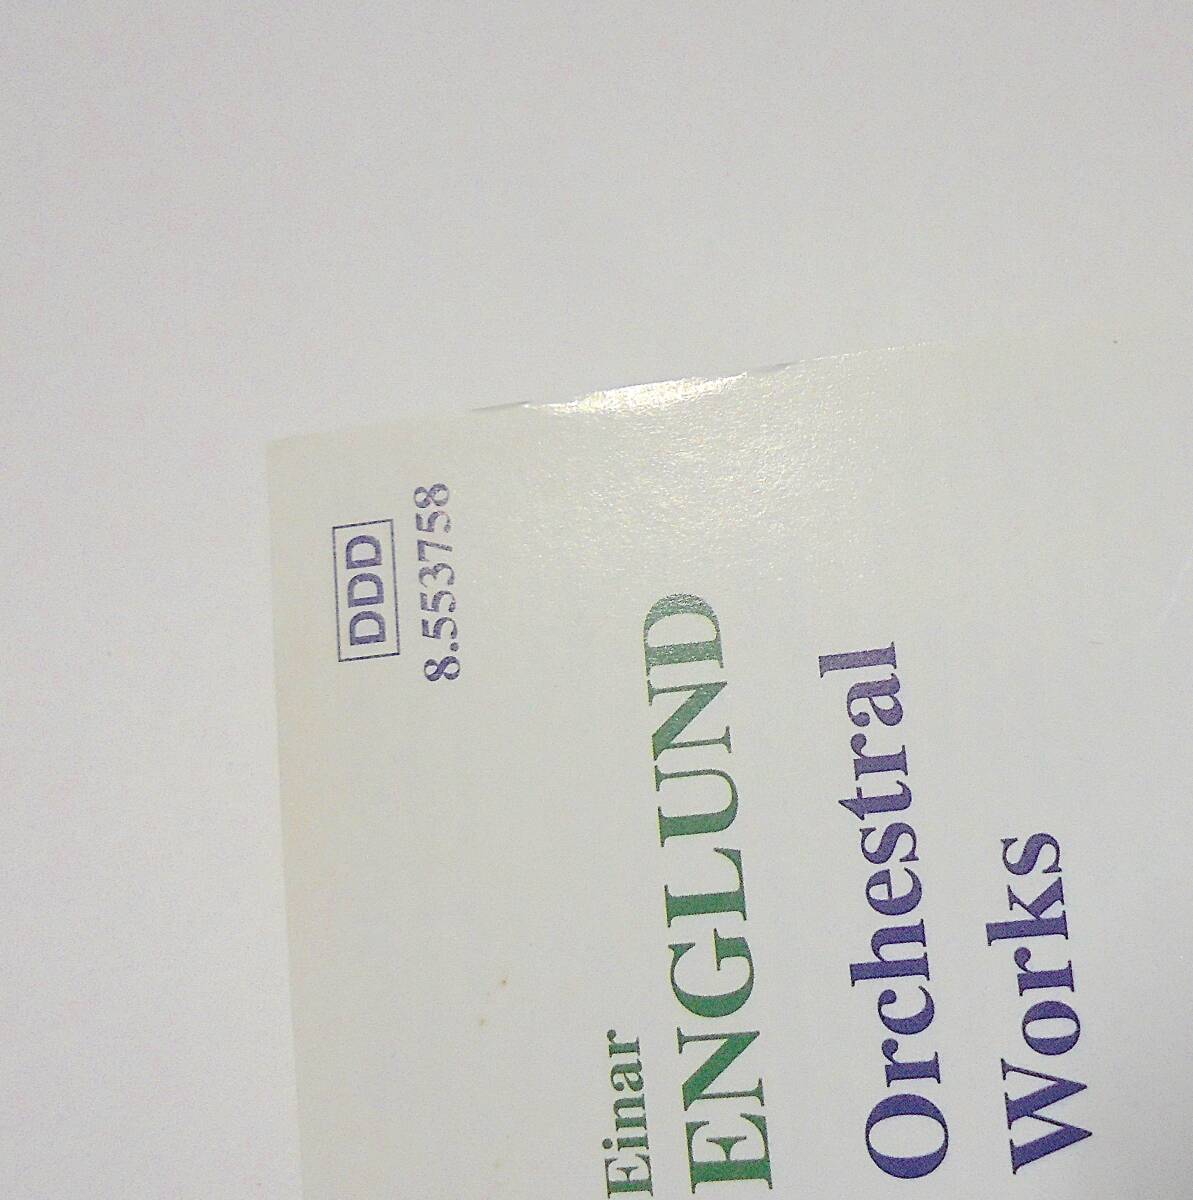 DDD
8.553758
Einar
ENGLUND
Orchestral
Works